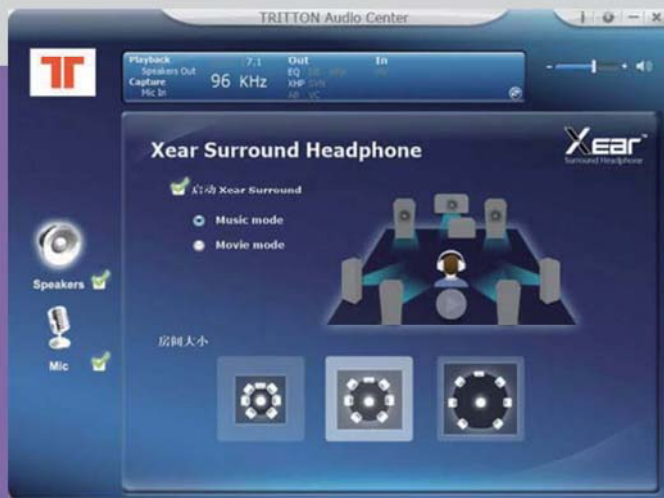 TRITTON Audio Center
Playback
Speakers Out
Capture
Mic In
7.1
96 KHz
Out
EQ
XHP
In
Xear Surround Headphone
Xear™
Surround Headphone
启动 Xear Surround
Music mode
Movie mode
Speakers
Mic
房间大小